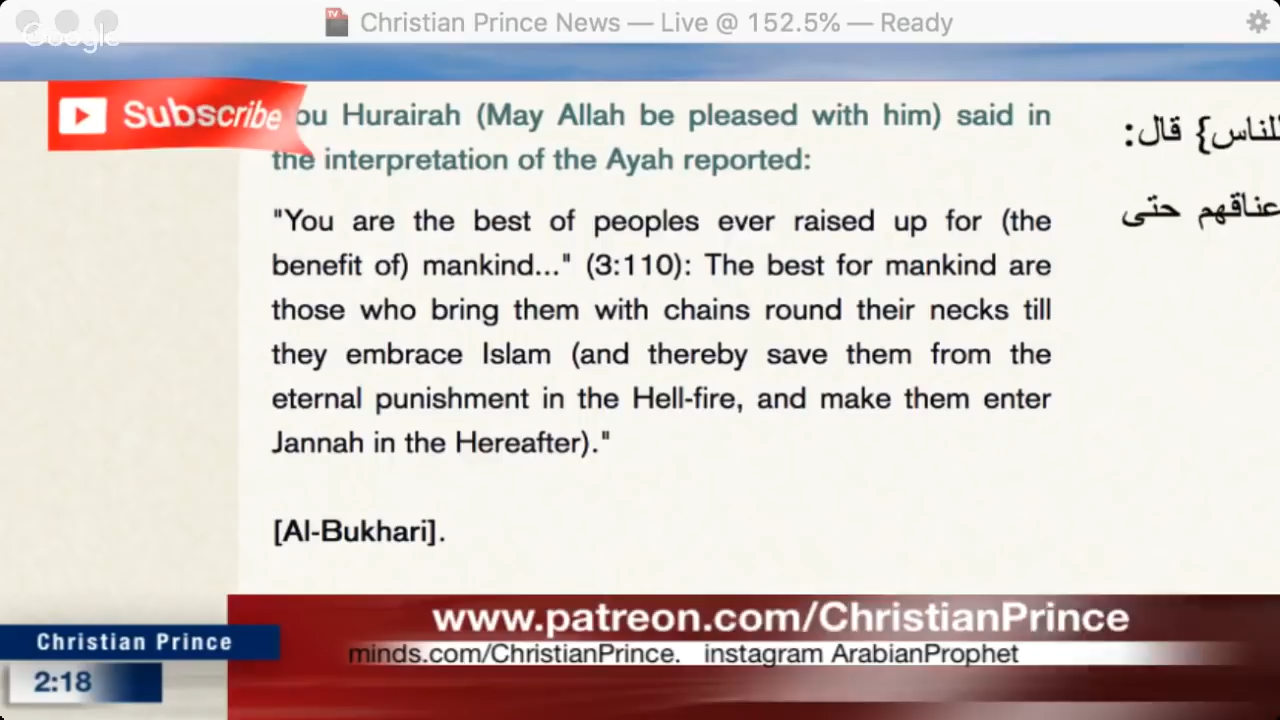 Christian Prince News — Live @ 152.5% — Ready
Google
Subscribe
ou Hurairah (May Allah be pleased with him) said in
the interpretation of the Ayah reported:
"You are the best of peoples ever raised up for (the
benefit of) mankind..." (3:110): The best for mankind are
those who bring them with chains round their necks till
they embrace Islam (and thereby save them from the
eternal punishment in the Hell-fire, and make them enter
Jannah in the Hereafter)."
[Al-Bukhari].
للناس} قال:
عناقهم حتى
www.patreon.com/ChristianPrince
minds.com/ChristianPrince. instagram ArabianProphet
Christian Prince
2:18